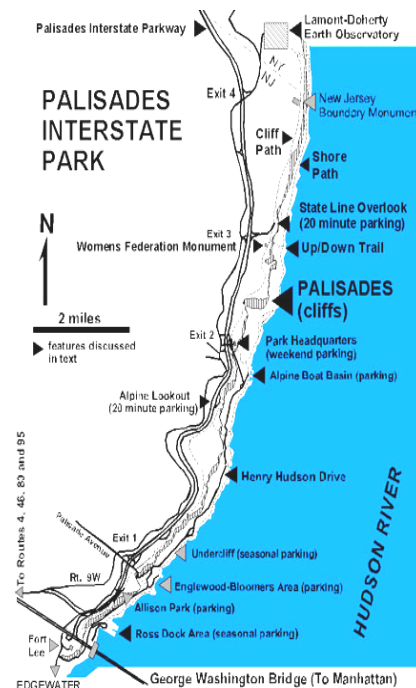 Palisades Interstate Parkway
Lamont-Doherty
Earth Observatory
NY
NJ
Exit 4
New Jersey
Boundary Monument
PALISADES
INTERSTATE
PARK
Cliff
Path
Shore
Path
N
State Line Overlook
(20 minute parking)
Exit 3
Womens Federation Monument
Up/Down Trail
PALISADES
(cliffs)
2 miles
features discussed
in text
Exit 2
Park Headquarters
(weekend parking)
Alpine Boat Basin (parking)
Alpine Lookout
(20 minute parking)
Henry Hudson Drive
HUDSON RIVER
To Routes 4, 46, 80 and 95
Palisade Avenue
Exit 1
Undercliff (seasonal parking)
Rt. 9W
Englewood-Bloomers Area (parking)
Allison Park (parking)
Fort
Lee
Ross Dock Area (seasonal parking)
EDGEWATER
George Washington Bridge (To Manhattan)